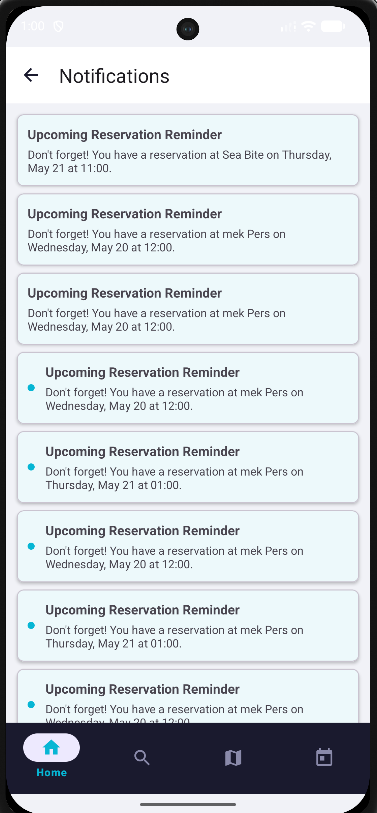 1:00
Notifications
Upcoming Reservation Reminder
Don't forget! You have a reservation at Sea Bite on Thursday,
May 21 at 11:00.
Upcoming Reservation Reminder
Don't forget! You have a reservation at mek Pers on
Wednesday, May 20 at 12:00.
Upcoming Reservation Reminder
Don't forget! You have a reservation at mek Pers on
Wednesday, May 20 at 12:00.
Upcoming Reservation Reminder
Don't forget! You have a reservation at mek Pers on
Wednesday, May 20 at 12:00.
Upcoming Reservation Reminder
Don't forget! You have a reservation at mek Pers on
Thursday, May 21 at 01:00.
Upcoming Reservation Reminder
Don't forget! You have a reservation at mek Pers on
Wednesday, May 20 at 12:00.
Upcoming Reservation Reminder
Don't forget! You have a reservation at mek Pers on
Thursday, May 21 at 01:00.
Upcoming Reservation Reminder
Don't forget! You have a reservation at mek Pers on
Wednesday, May 20 at 12:00.
Home